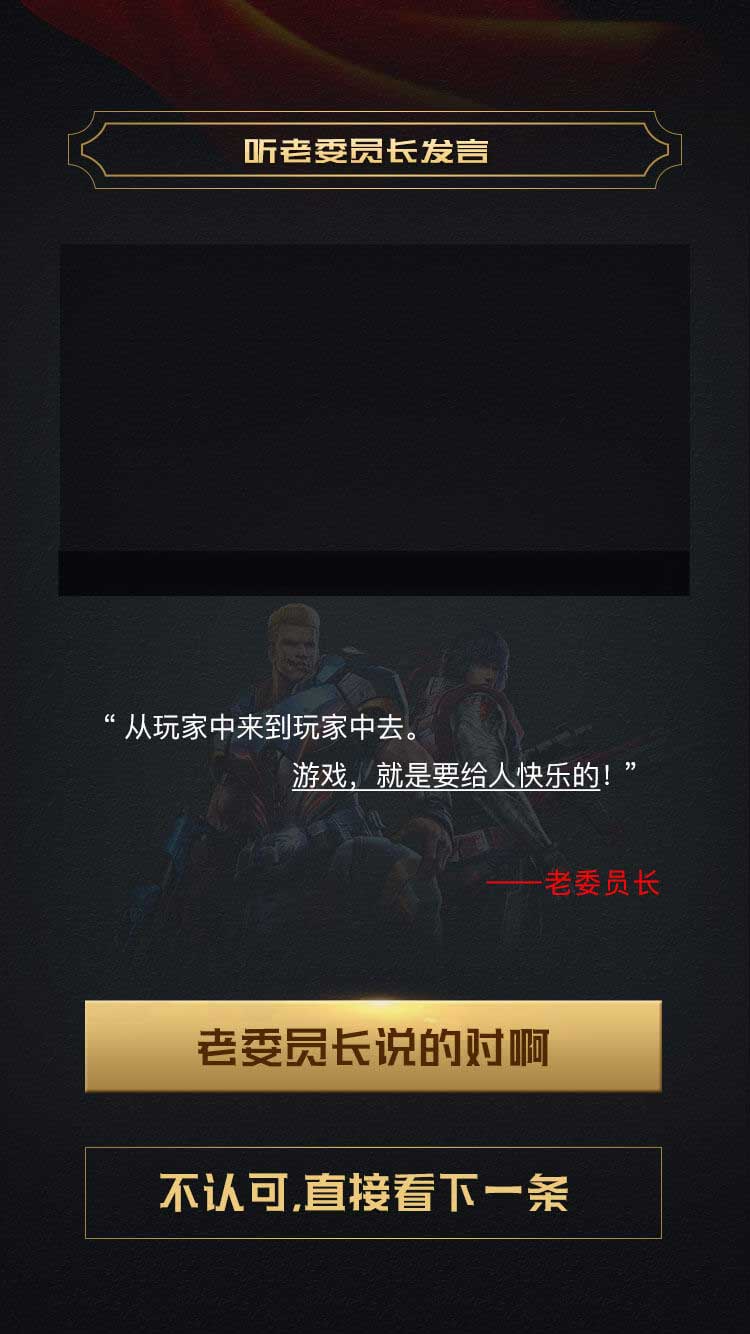 听老委员长发言
“ 从玩家中来到玩家中去。
游戏，就是要给人快乐的！”
——老委员长
老委员长说的对啊
不认可,直接看下一条